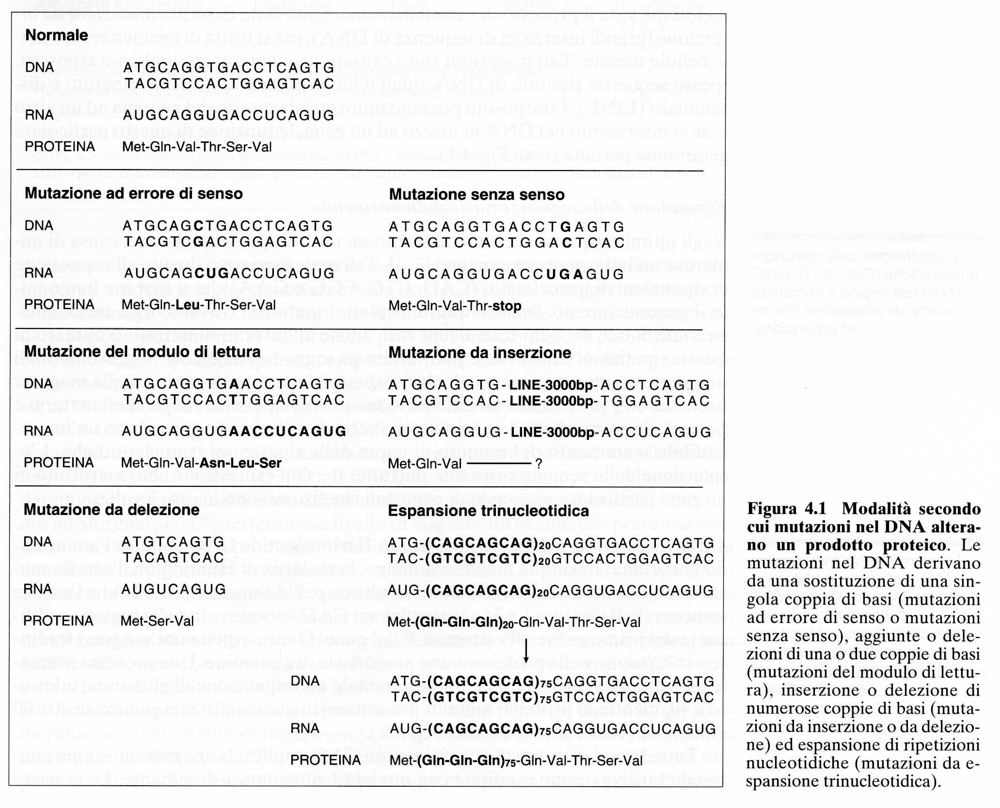 Normale
DNA ATGCAGGTGACCTCAGTG
TACGTCCACTGGAGTCAC
RNA AUGCAGGUGACCUCAGUG
PROTEINA Met-Gln-Val-Thr-Ser-Val
Mutazione ad errore di senso
DNA ATGCAGCTGACCTCAGTG
TACGTCGACTGGAGTCAC
RNA AUGCAGCUGACCUCAGUG
PROTEINA Met-Gln-Leu-Thr-Ser-Val
Mutazione senza senso
ATGCAGGTGACCTGAGTG
TACGTCCACTGGACTCAC
AUGCAGGUGACCUGAGUG
Met-Gln-Val-Thr-stop
Mutazione del modulo di lettura
DNA ATGCAGGTGAACCTCAGTG
TACGTCCACTTGGAGTCAC
RNA AUGCAGGUGAACCUCAGUG
PROTEINA Met-Gln-Val-Asn-Leu-Ser
Mutazione da inserzione
ATGCAGGTG-LINE-3000bp-ACCTCAGTG
TACGTCCAC-LINE-3000bp-TGGAGTCAC
AUGCAGGUG-LINE-3000bp-ACCUCAGUG
Met-Gln-Val ——— ?
Mutazione da delezione
DNA ATGTCAGTG
TACAGTCAC
RNA AUGUCAGUG
PROTEINA Met-Ser-Val
Espansione trinucleotidica
ATG-(CAGCAGCAG)20CAGGTGACCTCAGTG
TAC-(GTCGTCGTC)20GTCCACTGGAGTCAC
AUG-(CAGCAGCAG)20CAGGUGACCUCAGUG
Met-(Gln-Gln-Gln)20-Gln-Val-Thr-Ser-Val
DNA ATG-(CAGCAGCAG)75CAGGTGACCTCAGTG
TAC-(GTCGTCGTC)75GTCCACTGGAGTCAC
RNA AUG-(CAGCAGCAG)75CAGGUGACCUCAGUG
PROTEINA Met-(Gln-Gln-Gln)75-Gln-Val-Thr-Ser-Val
Figura 4.1 Modalità secondo
cui mutazioni nel DNA altera-
no un prodotto proteico. Le
mutazioni nel DNA derivano
da una sostituzione di una sin-
gola coppia di basi (mutazioni
ad errore di senso o mutazioni
senza senso), aggiunte o dele-
zioni di una o due coppie di basi
(mutazioni del modulo di lettu-
ra), inserzione o delezione di
numerose coppie di basi (muta-
zioni da inserzione o da delezio-
ne) ed espansione di ripetizioni
nucleotidiche (mutazioni da e-
spansione trinucleotidica).